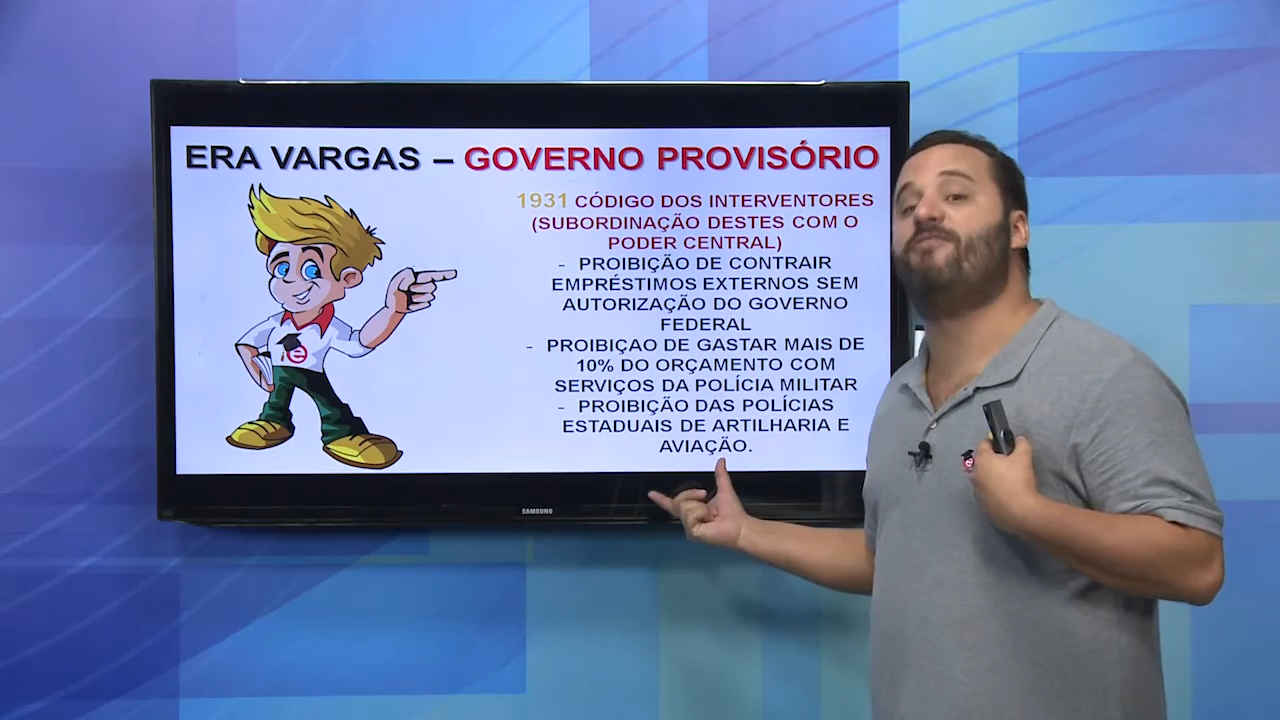 ERA VARGAS – GOVERNO PROVISÓRIO
1931 CÓDIGO DOS INTERVENTORES
(SUBORDINAÇÃO DESTES COM O
PODER CENTRAL)
- PROIBIÇÃO DE CONTRAIR
EMPRÉSTIMOS EXTERNOS SEM
AUTORIZAÇÃO DO GOVERNO
FEDERAL
- PROIBIÇAO DE GASTAR MAIS DE
10% DO ORÇAMENTO COM
SERVIÇOS DA POLÍCIA MILITAR
- PROIBIÇÃO DAS POLÍCIAS
ESTADUAIS DE ARTILHARIA E
AVIAÇÃO.
SAMSUNG